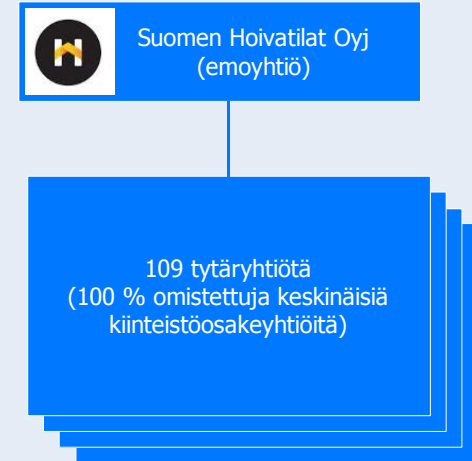 Suomen Hoivatilat Oyj
(emoyhtiö)
109 tytäryhtiötä
(100 % omistettuja keskinäisiä
kiinteistöosakeyhtiöitä)